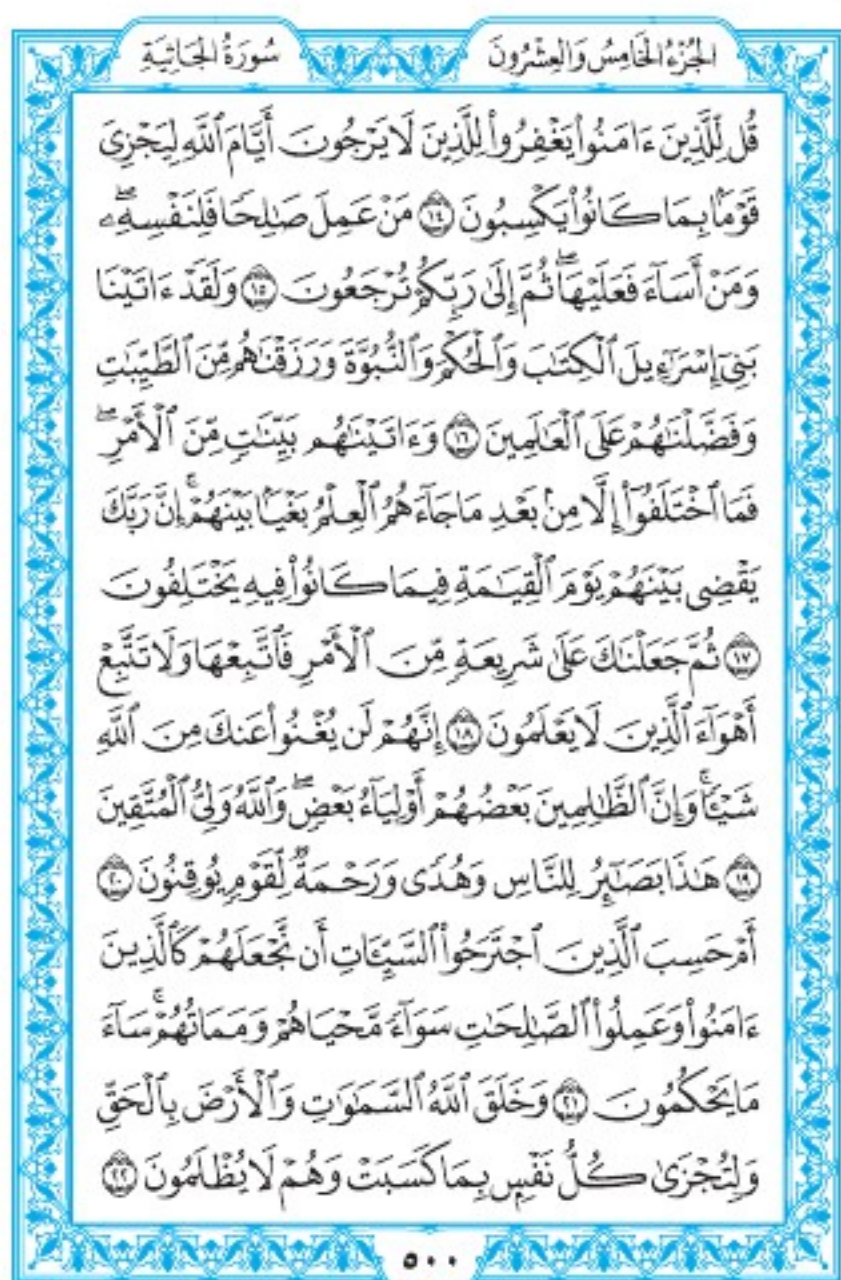 الجُزْءُ الخَامِسُ وَالعِشْرُونَ
سُورَةُ الجَاثِيَةِ
قُل لِّلَّذِينَ ءَامَنُواْ يَغْفِرُواْ لِلَّذِينَ لَا يَرْجُونَ أَيَّامَ ٱللَّهِ لِيَجْزِيَ
قَوْمَۢا بِمَا كَانُواْ يَكْسِبُونَ ١٤ مَنْ عَمِلَ صَٰلِحٗا فَلِنَفْسِهِۦۖ
وَمَنْ أَسَآءَ فَعَلَيْهَاۖ ثُمَّ إِلَىٰ رَبِّكُمْ تُرْجَعُونَ ١٥ وَلَقَدْ ءَاتَيْنَا
بَنِيٓ إِسْرَٰٓءِيلَ ٱلْكِتَٰبَ وَٱلْحُكْمَ وَٱلنُّبُوَّةَ وَرَزَقْنَٰهُم مِّنَ ٱلطَّيِّبَٰتِ
وَفَضَّلْنَٰهُمْ عَلَى ٱلْعَٰلَمِينَ ١٦ وَءَاتَيْنَٰهُم بَيِّنَٰتٖ مِّنَ ٱلْأَمْرِۖ
فَمَا ٱخْتَلَفُوٓاْ إِلَّا مِنۢ بَعْدِ مَا جَآءَهُمُ ٱلْعِلْمُ بَغْيَۢا بَيْنَهُمْۚ إِنَّ رَبَّكَ
يَقْضِي بَيْنَهُمْ يَوْمَ ٱلْقِيَٰمَةِ فِيمَا كَانُواْ فِيهِ يَخْتَلِفُونَ
١٧ ثُمَّ جَعَلْنَٰكَ عَلَىٰ شَرِيعَةٖ مِّنَ ٱلْأَمْرِ فَٱتَّبِعْهَا وَلَا تَتَّبِعْ
أَهْوَآءَ ٱلَّذِينَ لَا يَعْلَمُونَ ١٨ إِنَّهُمْ لَن يُغْنُواْ عَنكَ مِنَ ٱللَّهِ
شَيْـٔٗاۚ وَإِنَّ ٱلظَّٰلِمِينَ بَعْضُهُمْ أَوْلِيَآءُ بَعْضٖۖ وَٱللَّهُ وَلِيُّ ٱلْمُتَّقِينَ
١٩ هَٰذَا بَصَٰٓئِرُ لِلنَّاسِ وَهُدٗى وَرَحْمَةٞ لِّقَوْمٖ يُوقِنُونَ ٢٠
أَمْ حَسِبَ ٱلَّذِينَ ٱجْتَرَحُواْ ٱلسَّيِّـَٔاتِ أَن نَّجْعَلَهُمْ كَٱلَّذِينَ
ءَامَنُواْ وَعَمِلُواْ ٱلصَّٰلِحَٰتِ سَوَآءٗ مَّحْيَاهُمْ وَمَمَاتُهُمْۚ سَآءَ
مَا يَحْكُمُونَ ٢١ وَخَلَقَ ٱللَّهُ ٱلسَّمَٰوَٰتِ وَٱلْأَرْضَ بِٱلْحَقِّ
وَلِتُجْزَىٰ كُلُّ نَفْسِۭ بِمَا كَسَبَتْ وَهُمْ لَا يُظْلَمُونَ ٢٢
٥٠٠